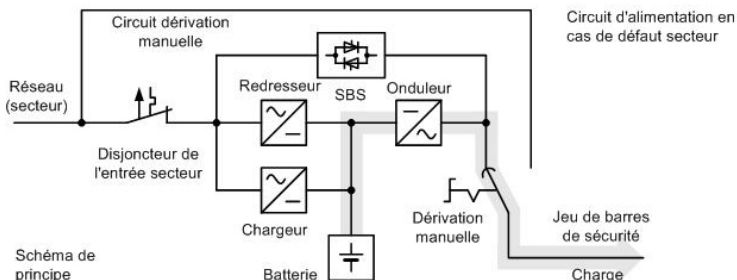 Circuit dérivation
manuelle
Circuit d'alimentation en
cas de défaut secteur
Réseau
(secteur)
Redresseur
SBS
Onduleur
Disjoncteur de
l'entrée secteur
Chargeur
Dérivation
manuelle
Jeu de barres
de sécurité
Schéma de
principe
Batterie
Charge